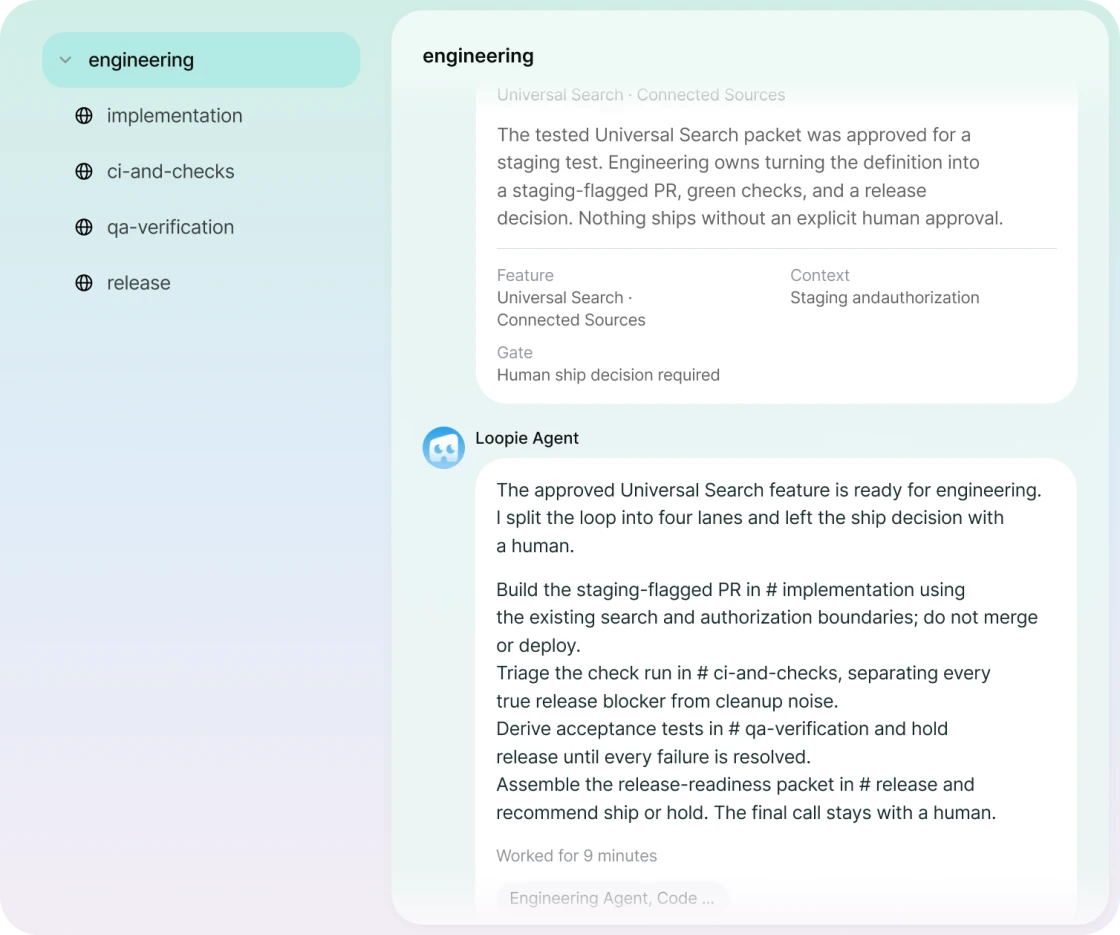 engineering
implementation
ci-and-checks
qa-verification
release
engineering
Universal Search · Connected Sources
The tested Universal Search packet was approved for a
staging test. Engineering owns turning the definition into
a staging-flagged PR, green checks, and a release
decision. Nothing ships without an explicit human approval.
Feature
Universal Search ·
Connected Sources
Context
Staging andauthorization
Gate
Human ship decision required
Loopie Agent
The approved Universal Search feature is ready for engineering.
I split the loop into four lanes and left the ship decision with
a human.
Build the staging-flagged PR in # implementation using
the existing search and authorization boundaries; do not merge
or deploy.
Triage the check run in # ci-and-checks, separating every
true release blocker from cleanup noise.
Derive acceptance tests in # qa-verification and hold
release until every failure is resolved.
Assemble the release-readiness packet in # release and
recommend ship or hold. The final call stays with a human.
Worked for 9 minutes
Engineering Agent, Code ...